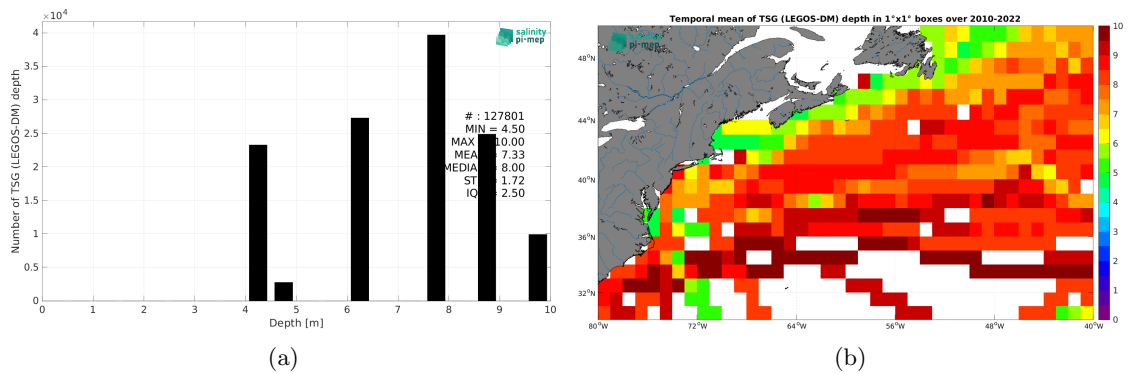 ×10⁴
4
3.5
3
2.5
2
1.5
1
0.5
0
Number of TSG (LEGOS-DM) depth
salinity
pi-mep
# : 127801
MIN = 4.50
MAX 10.00
MEA = 7.33
MEDIA = 8.00
ST = 1.72
IQ = 2.50
0 1 2 3 4 5 6 7 8 9 10
Depth [m]
(a)
Temporal mean of TSG (LEGOS-DM) depth in 1°x1° boxes over 2010-2022
salinity
pi-mep
48°N
44°N
40°N
36°N
32°N
80°W 72°W 64°W 56°W 48°W 40°W
10
9
8
7
6
5
4
3
2
1
0
(b)